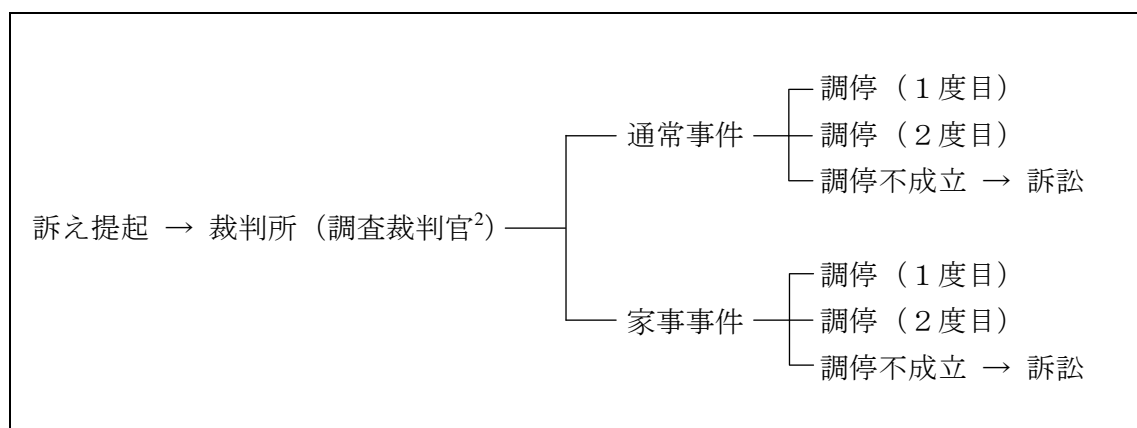 調停（１度目）
通常事件 調停（２度目）
調停不成立 → 訴訟
訴え提起 → 裁判所（調査裁判官2）
調停（１度目）
家事事件 調停（２度目）
調停不成立 → 訴訟